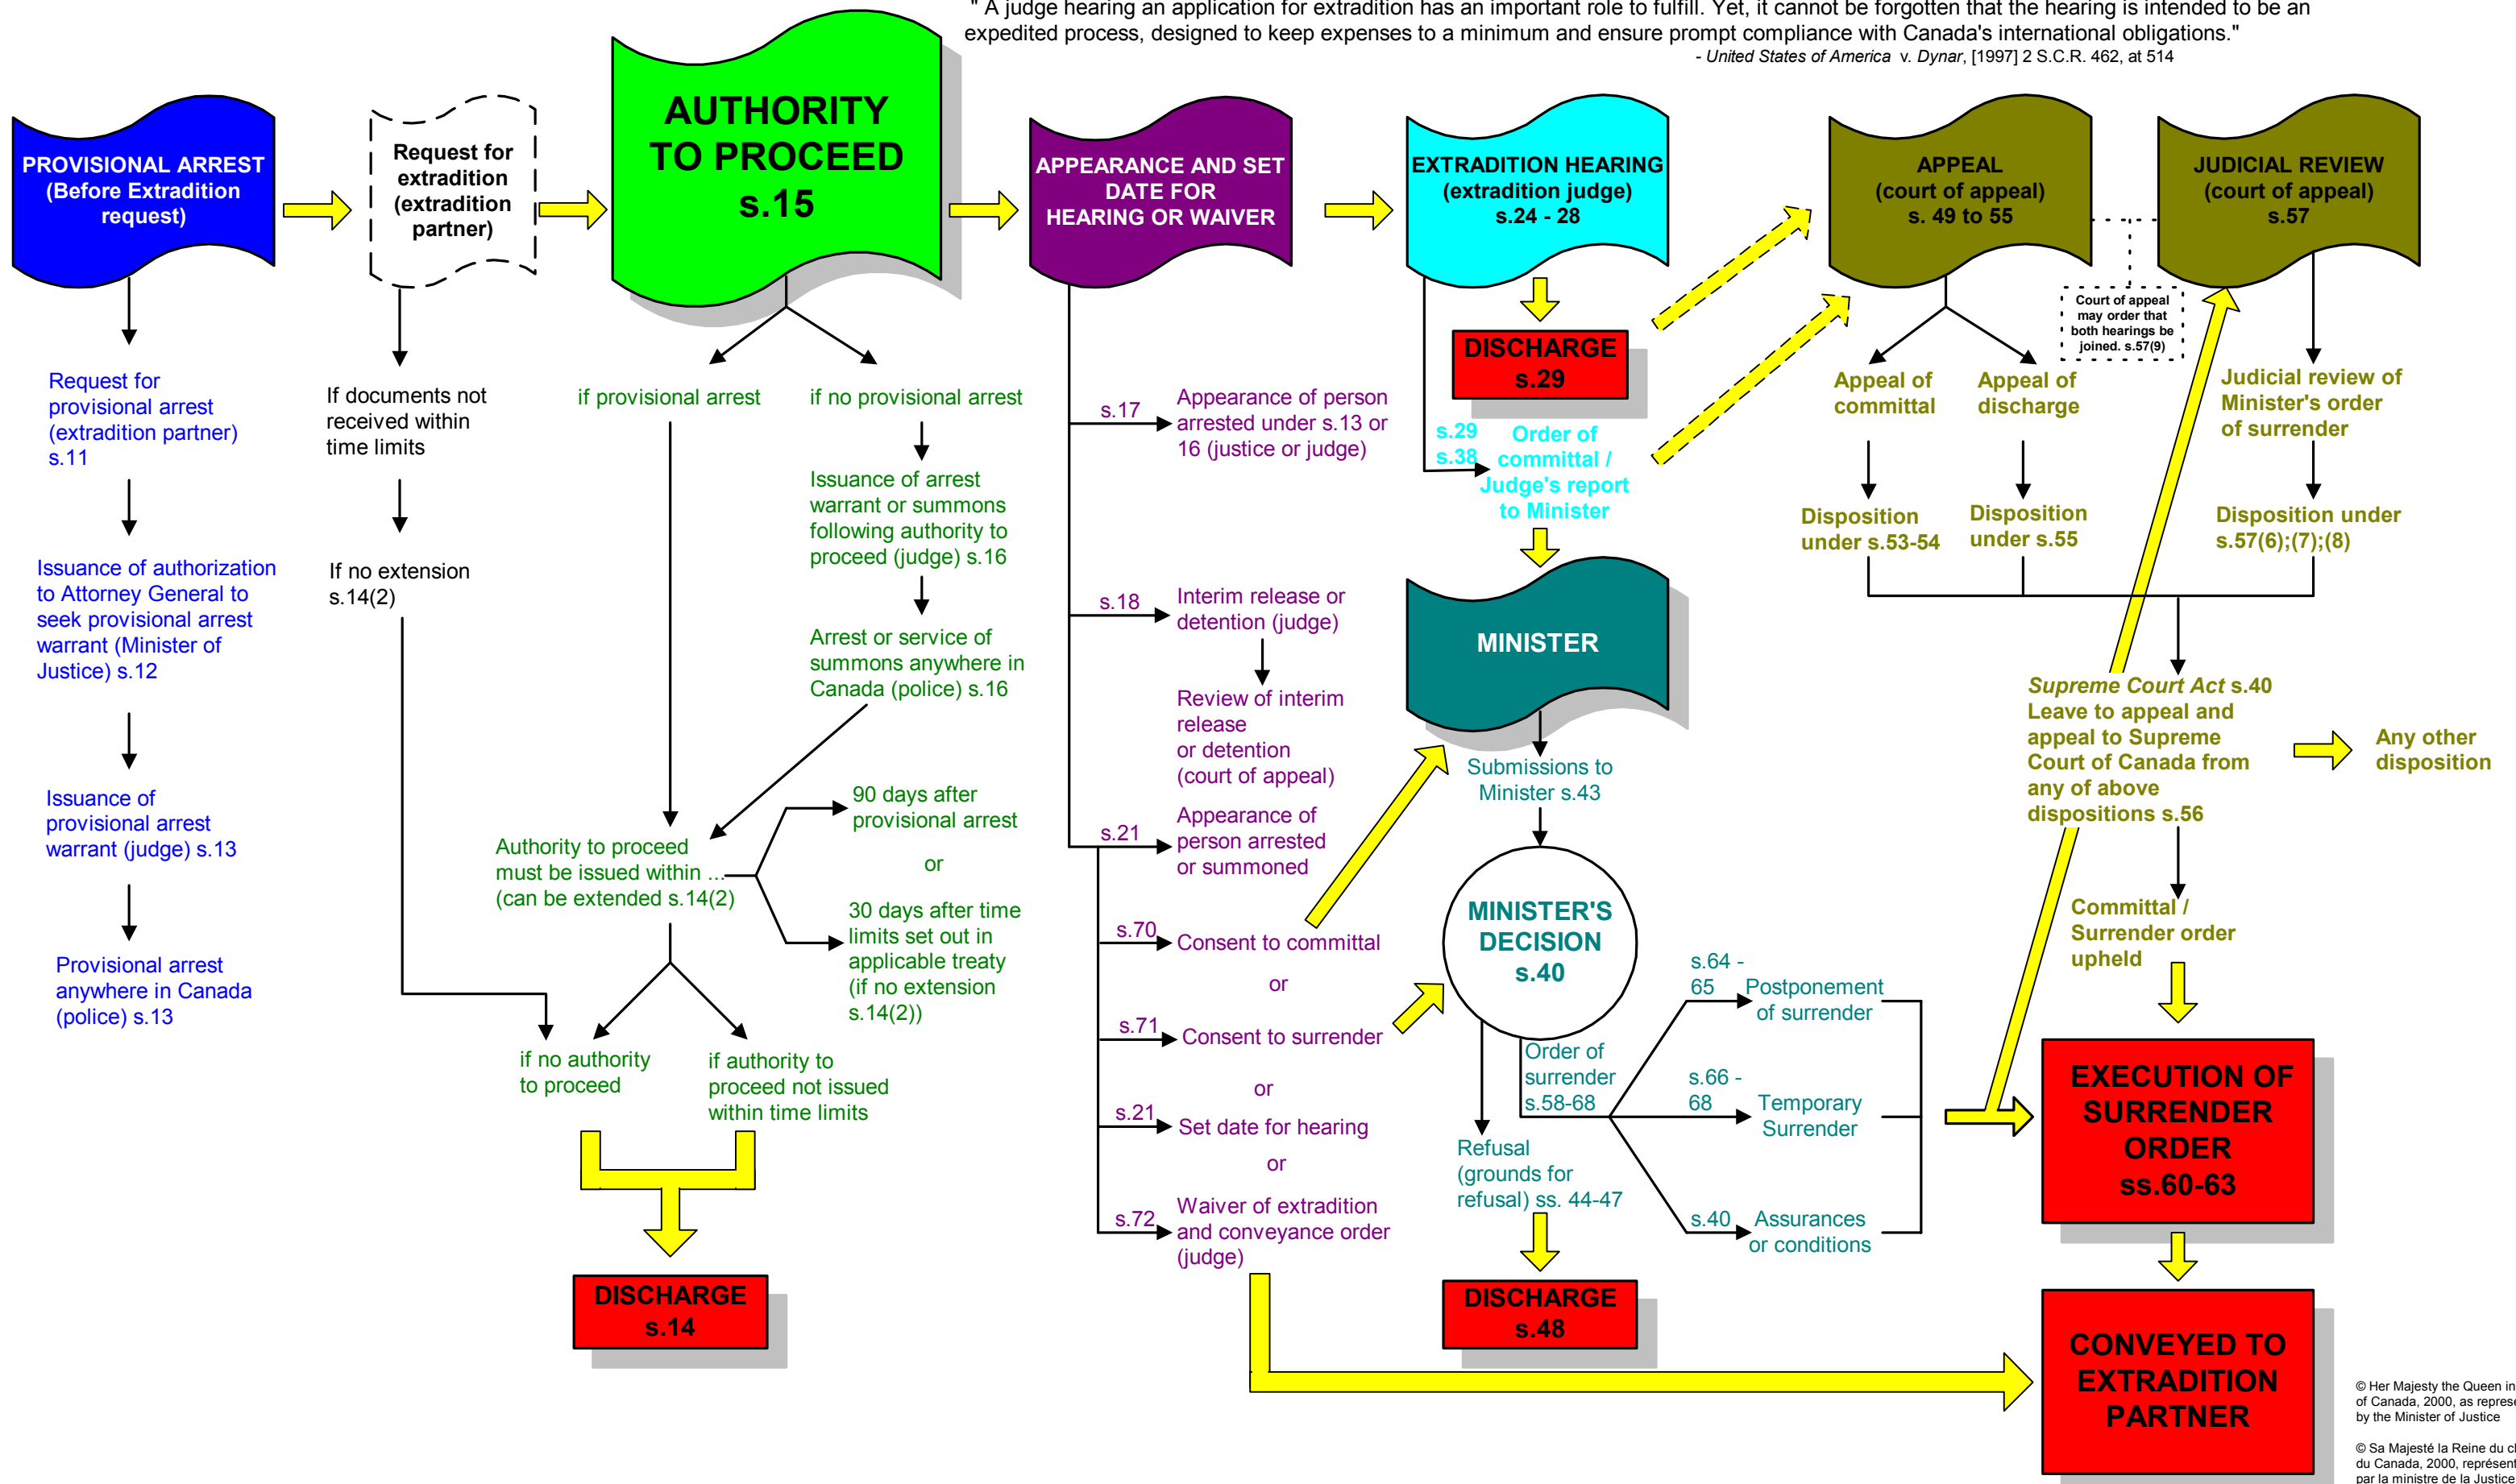 " A judge hearing an application for extradition has an important role to fulfill. Yet, it cannot be forgotten that the hearing is intended to be an
expedited process, designed to keep expenses to a minimum and ensure prompt compliance with Canada's international obligations."
- United States of America v. Dynar, [1997] 2 S.C.R. 462, at 514
PROVISIONAL ARREST
(Before Extradition
request)
Request for
provisional arrest
(extradition partner)
s.11
Issuance of authorization
to Attorney General to
seek provisional arrest
warrant (Minister of
Justice) s.12
Issuance of
provisional arrest
warrant (judge) s.13
Provisional arrest
anywhere in Canada
(police) s.13
Request for
extradition
(extradition
partner)
If documents not
received within
time limits
If no extension
s.14(2)
AUTHORITY
TO PROCEED
s.15
if provisional arrest
if no provisional arrest
Issuance of arrest
warrant or summons
following authority to
proceed (judge) s.16
Arrest or service of
summons anywhere in
Canada (police) s.16
Authority to proceed
must be issued within ...
(can be extended s.14(2)
90 days after
provisional arrest
or
30 days after time
limits set out in
applicable treaty
(if no extension
s.14(2))
if no authority
to proceed
if authority to
proceed not issued
within time limits
DISCHARGE
s.14
APPEARANCE AND SET
DATE FOR
HEARING OR WAIVER
s.17
Appearance of person
arrested under s.13 or
16 (justice or judge)
s.18
Interim release or
detention (judge)
Review of interim
release
or detention
(court of appeal)
s.21
Appearance of
person arrested
or summoned
s.70
Consent to committal
or
s.71
Consent to surrender
or
s.21
Set date for hearing
or
s.72
Waiver of extradition
and conveyance order
(judge)
EXTRADITION HEARING
(extradition judge)
s.24 - 28
DISCHARGE
s.29
s.29
s.38
Order of
committal /
Judge's report
to Minister
MINISTER
Submissions to
Minister s.43
MINISTER'S
DECISION
s.40
Order of
surrender
s.58-68
Refusal
(grounds for
refusal) ss. 44-47
DISCHARGE
s.48
s.64 -
65
Postponement
of surrender
s.66 -
68
Temporary
Surrender
s.40
Assurances
or conditions
APPEAL
(court of appeal)
s. 49 to 55
JUDICIAL REVIEW
(court of appeal)
s.57
Court of appeal
may order that
both hearings be
joined. s.57(9)
Appeal of
committal
Appeal of
discharge
Judicial review of
Minister's order
of surrender
Disposition
under s.53-54
Disposition
under s.55
Disposition under
s.57(6);(7);(8)
Supreme Court Act s.40
Leave to appeal and
appeal to Supreme
Court of Canada from
any of above
dispositions s.56
Any other
disposition
Committal /
Surrender order
upheld
EXECUTION OF
SURRENDER
ORDER
ss.60-63
CONVEYED TO
EXTRADITION
PARTNER
© Her Majesty the Queen in
of Canada, 2000, as
by the Minister of Justice
© Sa Majesté la Reine du
du Canada, 2000,
par la ministre de la Justice